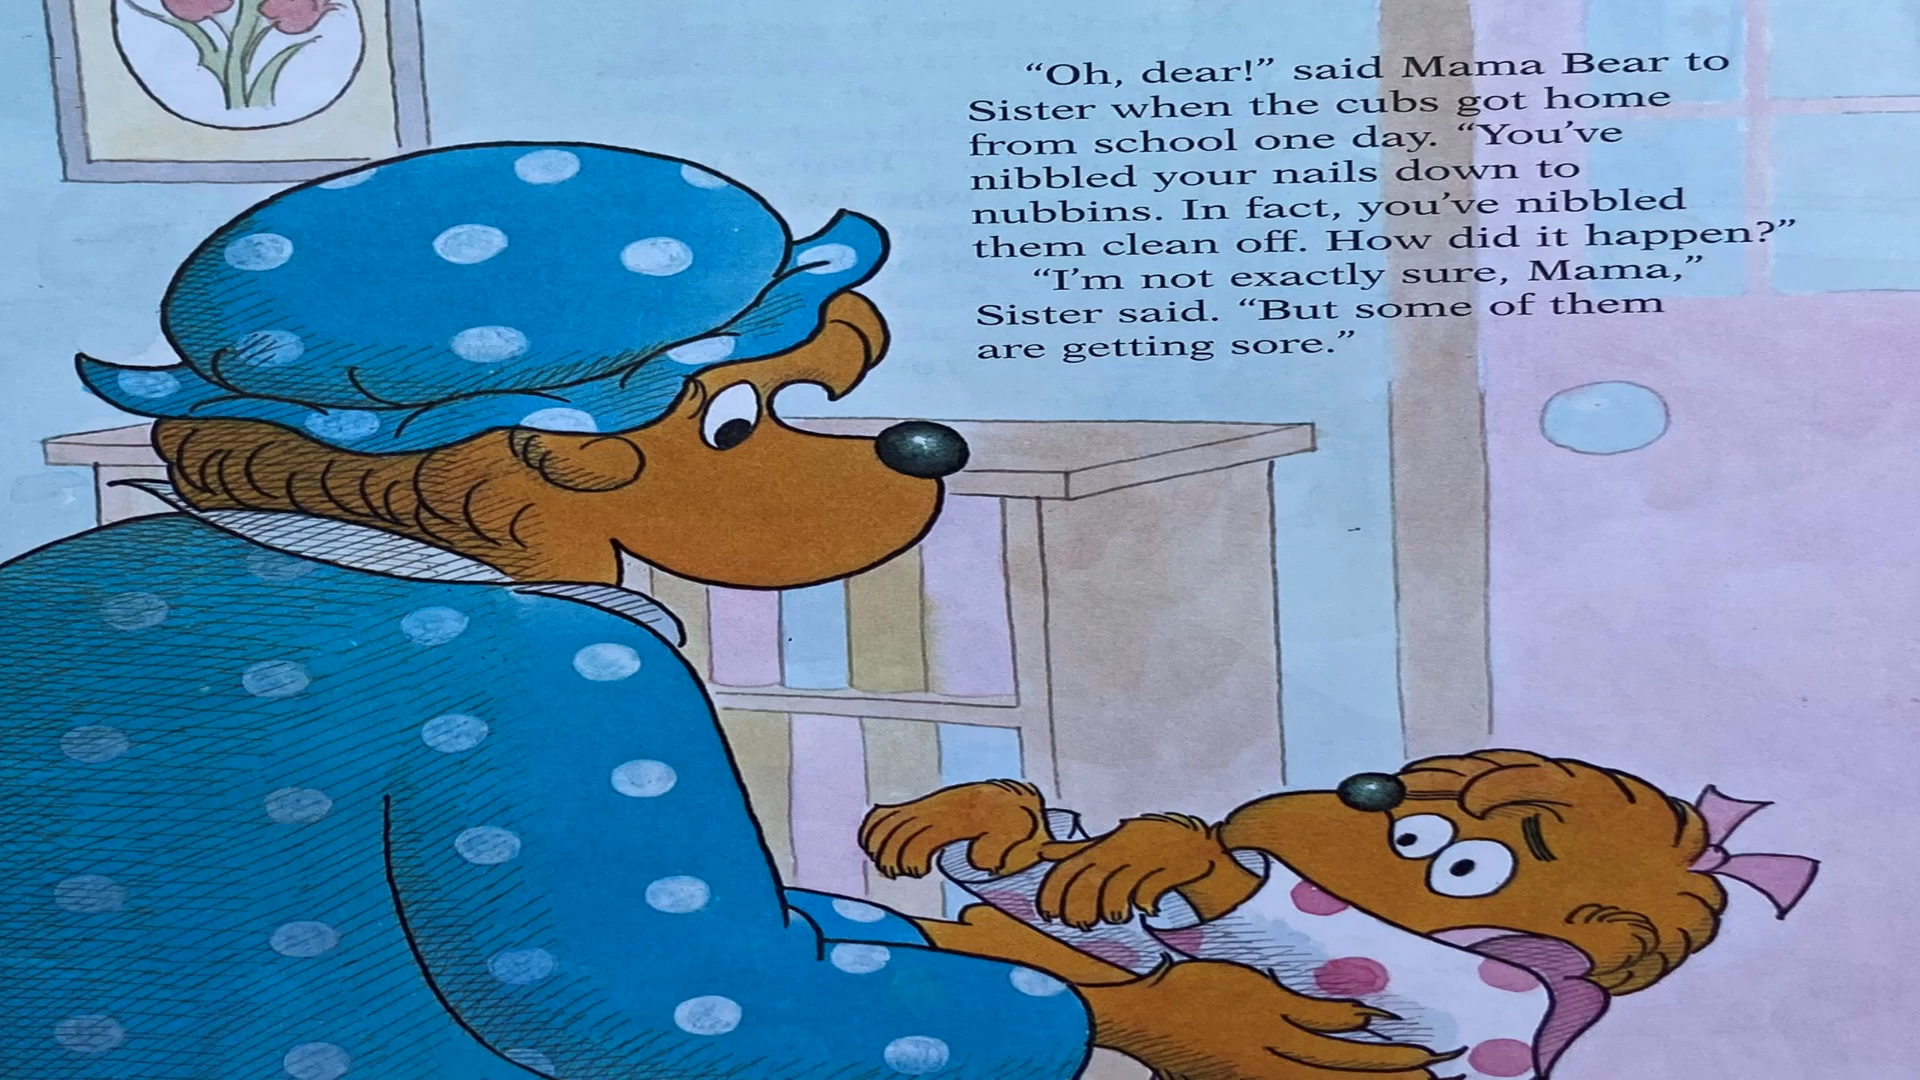 “Oh, dear!” said Mama Bear to
Sister when the cubs got home
from school one day. “You’ve
nibbled your nails down to
nubbins. In fact, you’ve nibbled
them clean off. How did it happen?”
“I’m not exactly sure, Mama,”
Sister said. “But some of them
are getting sore.”